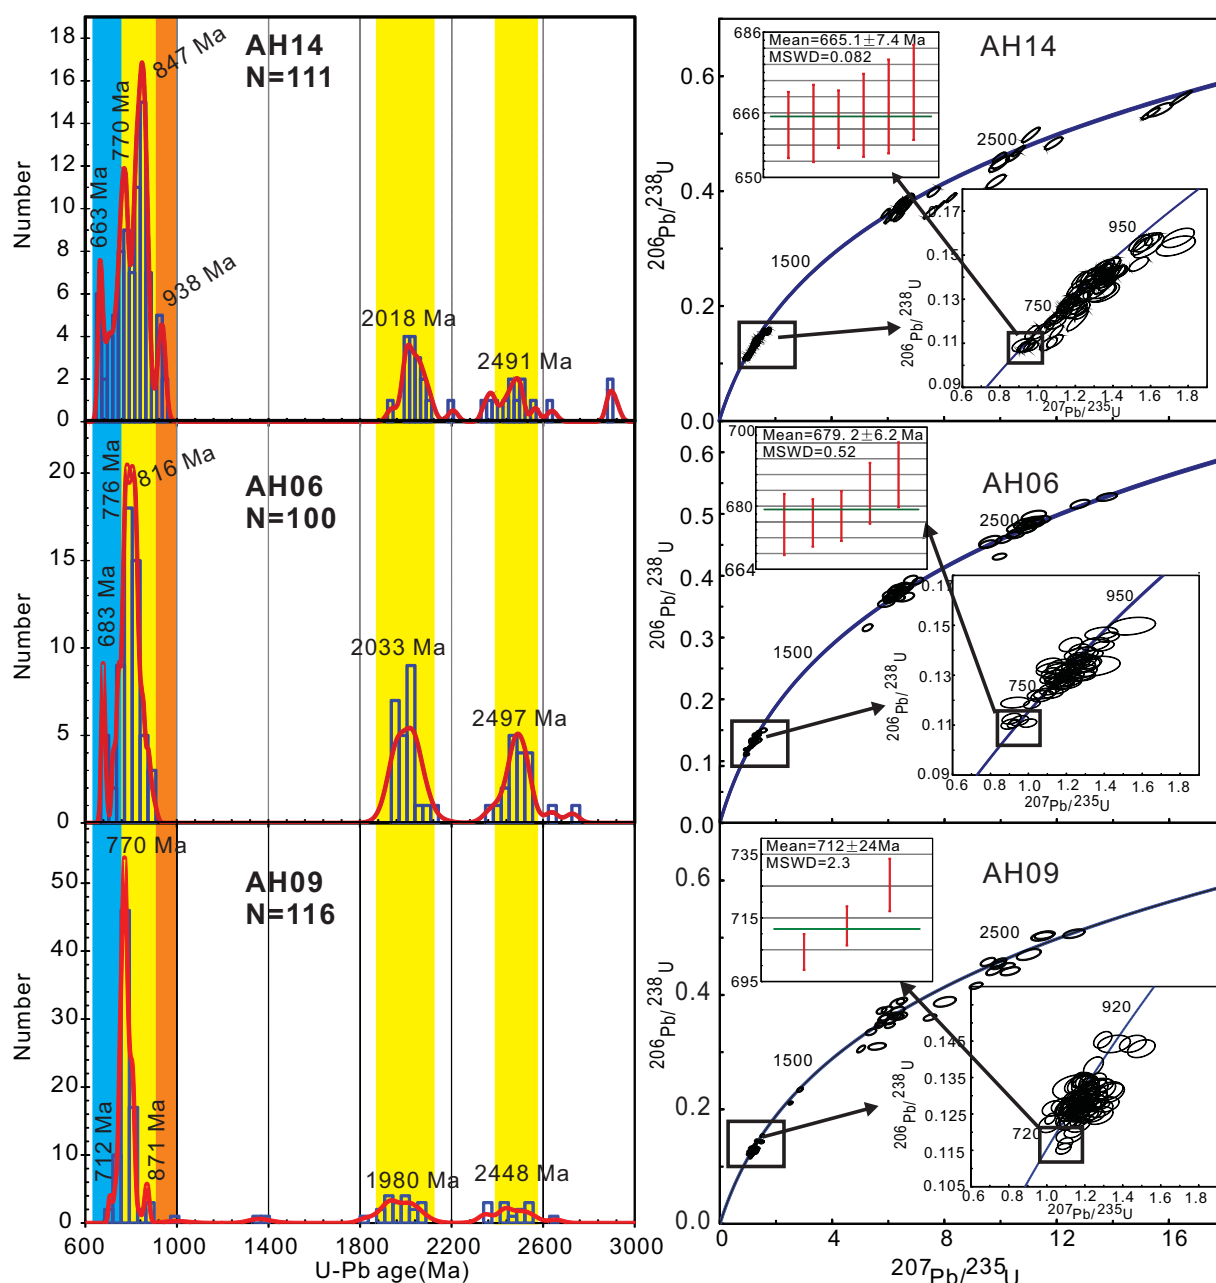 18
16
14
12
10
8
6
4
2
0
Number
AH14
N=111
663 Ma
770 Ma
847 Ma
938 Ma
2018 Ma
2491 Ma
20
15
10
5
0
Number
AH06
N=100
683 Ma
776 Ma
816 Ma
2033 Ma
2497 Ma
50
40
30
20
10
0
Number
AH09
N=116
712 Ma
770 Ma
871 Ma
1980 Ma
2448 Ma
600 1000 1400 1800 2200 2600 3000
U-Pb age(Ma)
0.6
0.4
0.2
0.0
206Pb/238U
AH14
Mean=665.1±7.4 Ma
MSWD=0.082
686
666
650
2500
1500
0.17
0.15
0.13
0.11
0.09
206Pb/238U
950
750
0.6 0.8 1.0 1.2 1.4 1.6 1.8
207Pb/235U
0.6
0.5
0.4
0.3
0.2
0.1
0.0
206Pb/238U
AH06
Mean=679. 2±6.2 Ma
MSWD=0.52
700
680
664
2500
1500
0.17
0.15
0.13
0.11
0.09
206Pb/238U
950
750
0.6 0.8 1.0 1.2 1.4 1.6 1.8
207Pb/235U
0.6
0.4
0.2
0.0
206Pb/238U
AH09
Mean=712±24Ma
MSWD=2.3
735
715
695
2500
1500
0.145
0.135
0.125
0.115
0.105
206Pb/238U
920
720
0.6 0.8 1.0 1.2 1.4 1.6 1.8
207Pb/235U
0 4 8 12 16
207Pb/235U